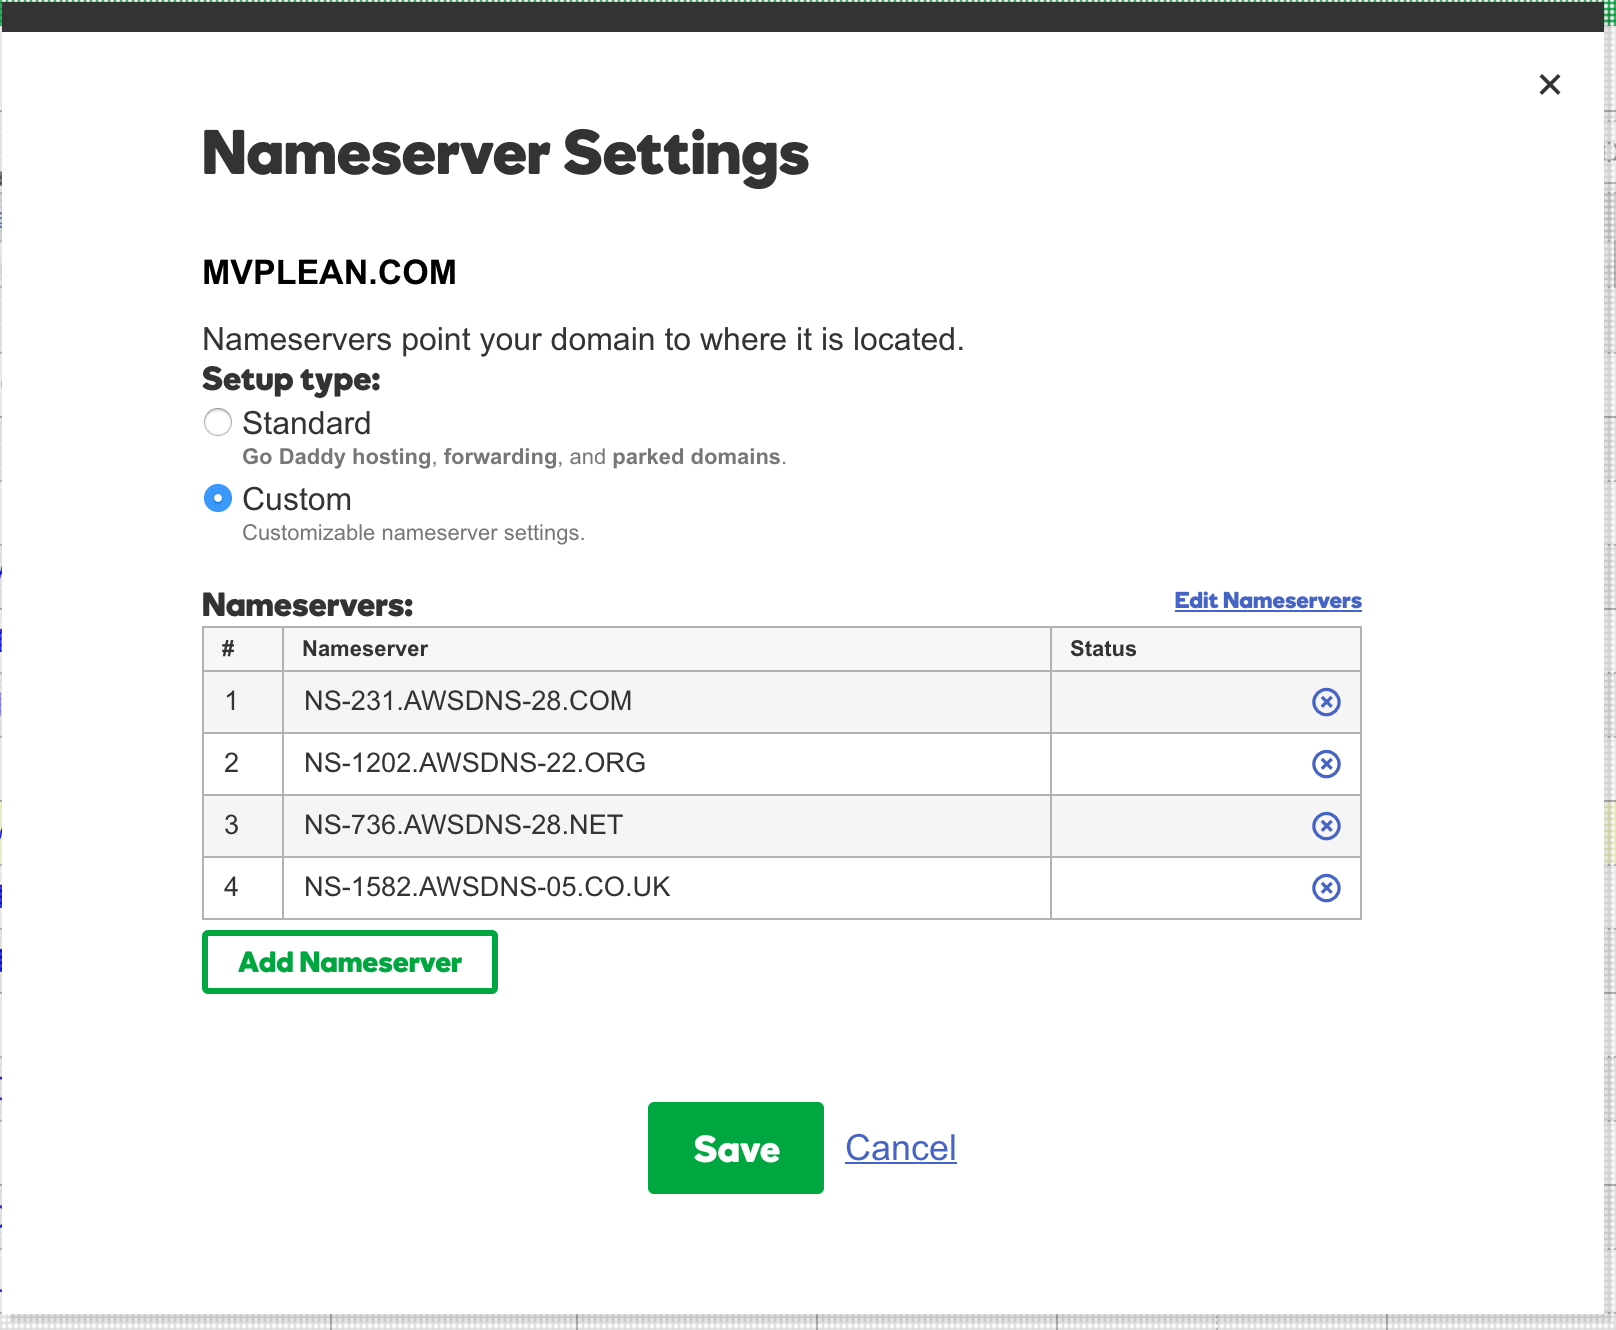 Nameserver Settings
MVPLEAN.COM
Nameservers point your domain to where it is located.
Setup type:
Standard
Go Daddy hosting, forwarding, and parked domains.
Custom
Customizable nameserver settings.
Nameservers:
Edit Nameservers
# Nameserver Status
1 NS-231.AWSDNS-28.COM
2 NS-1202.AWSDNS-22.ORG
3 NS-736.AWSDNS-28.NET
4 NS-1582.AWSDNS-05.CO.UK
Add Nameserver
Save Cancel